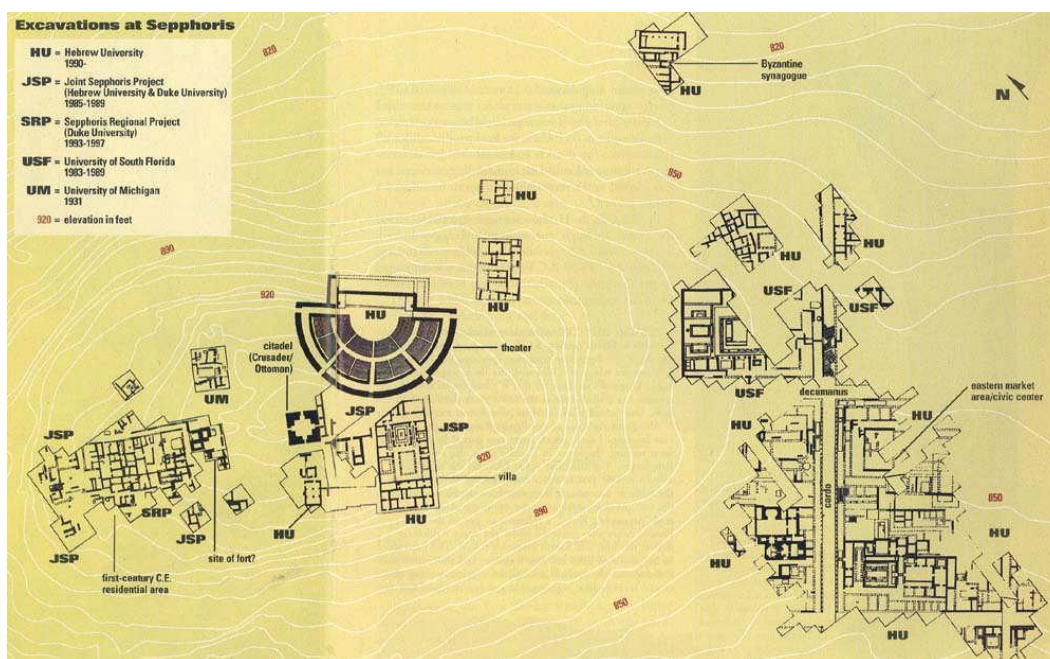 Excavations at Sepphoris
HU = Hebrew University
1990-
JSP = Joint Sepphoris Project
(Hebrew University & Duke University)
1985-1989
SRP = Sepphoris Regional Project
(Duke University)
1993-1997
USF = University of South Florida
1983-1989
UM = University of Michigan
1931
920 = elevation in feet
820
820
Byzantine
synagogue
HU
N
850
HU
890
HU
HU
HU
920
HU
USF
USF
citadel
(Crusader/
Ottoman)
theater
UM
JSP
USF
decumanus
eastern market
area/civic center
HU
JSP
JSP
HU
920
villa
cardo
850
SRP
HU
890
JSP
HU
HU
HU
JSP
site of fort?
first-century C.E.
residential area
850
HU